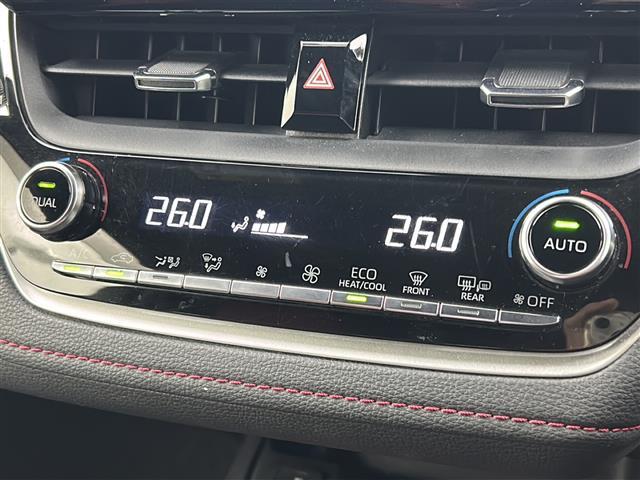 DUAL
26.0
26.0
AUTO
A/C
ECO
HEAT/COOL
FRONT
REAR
OFF